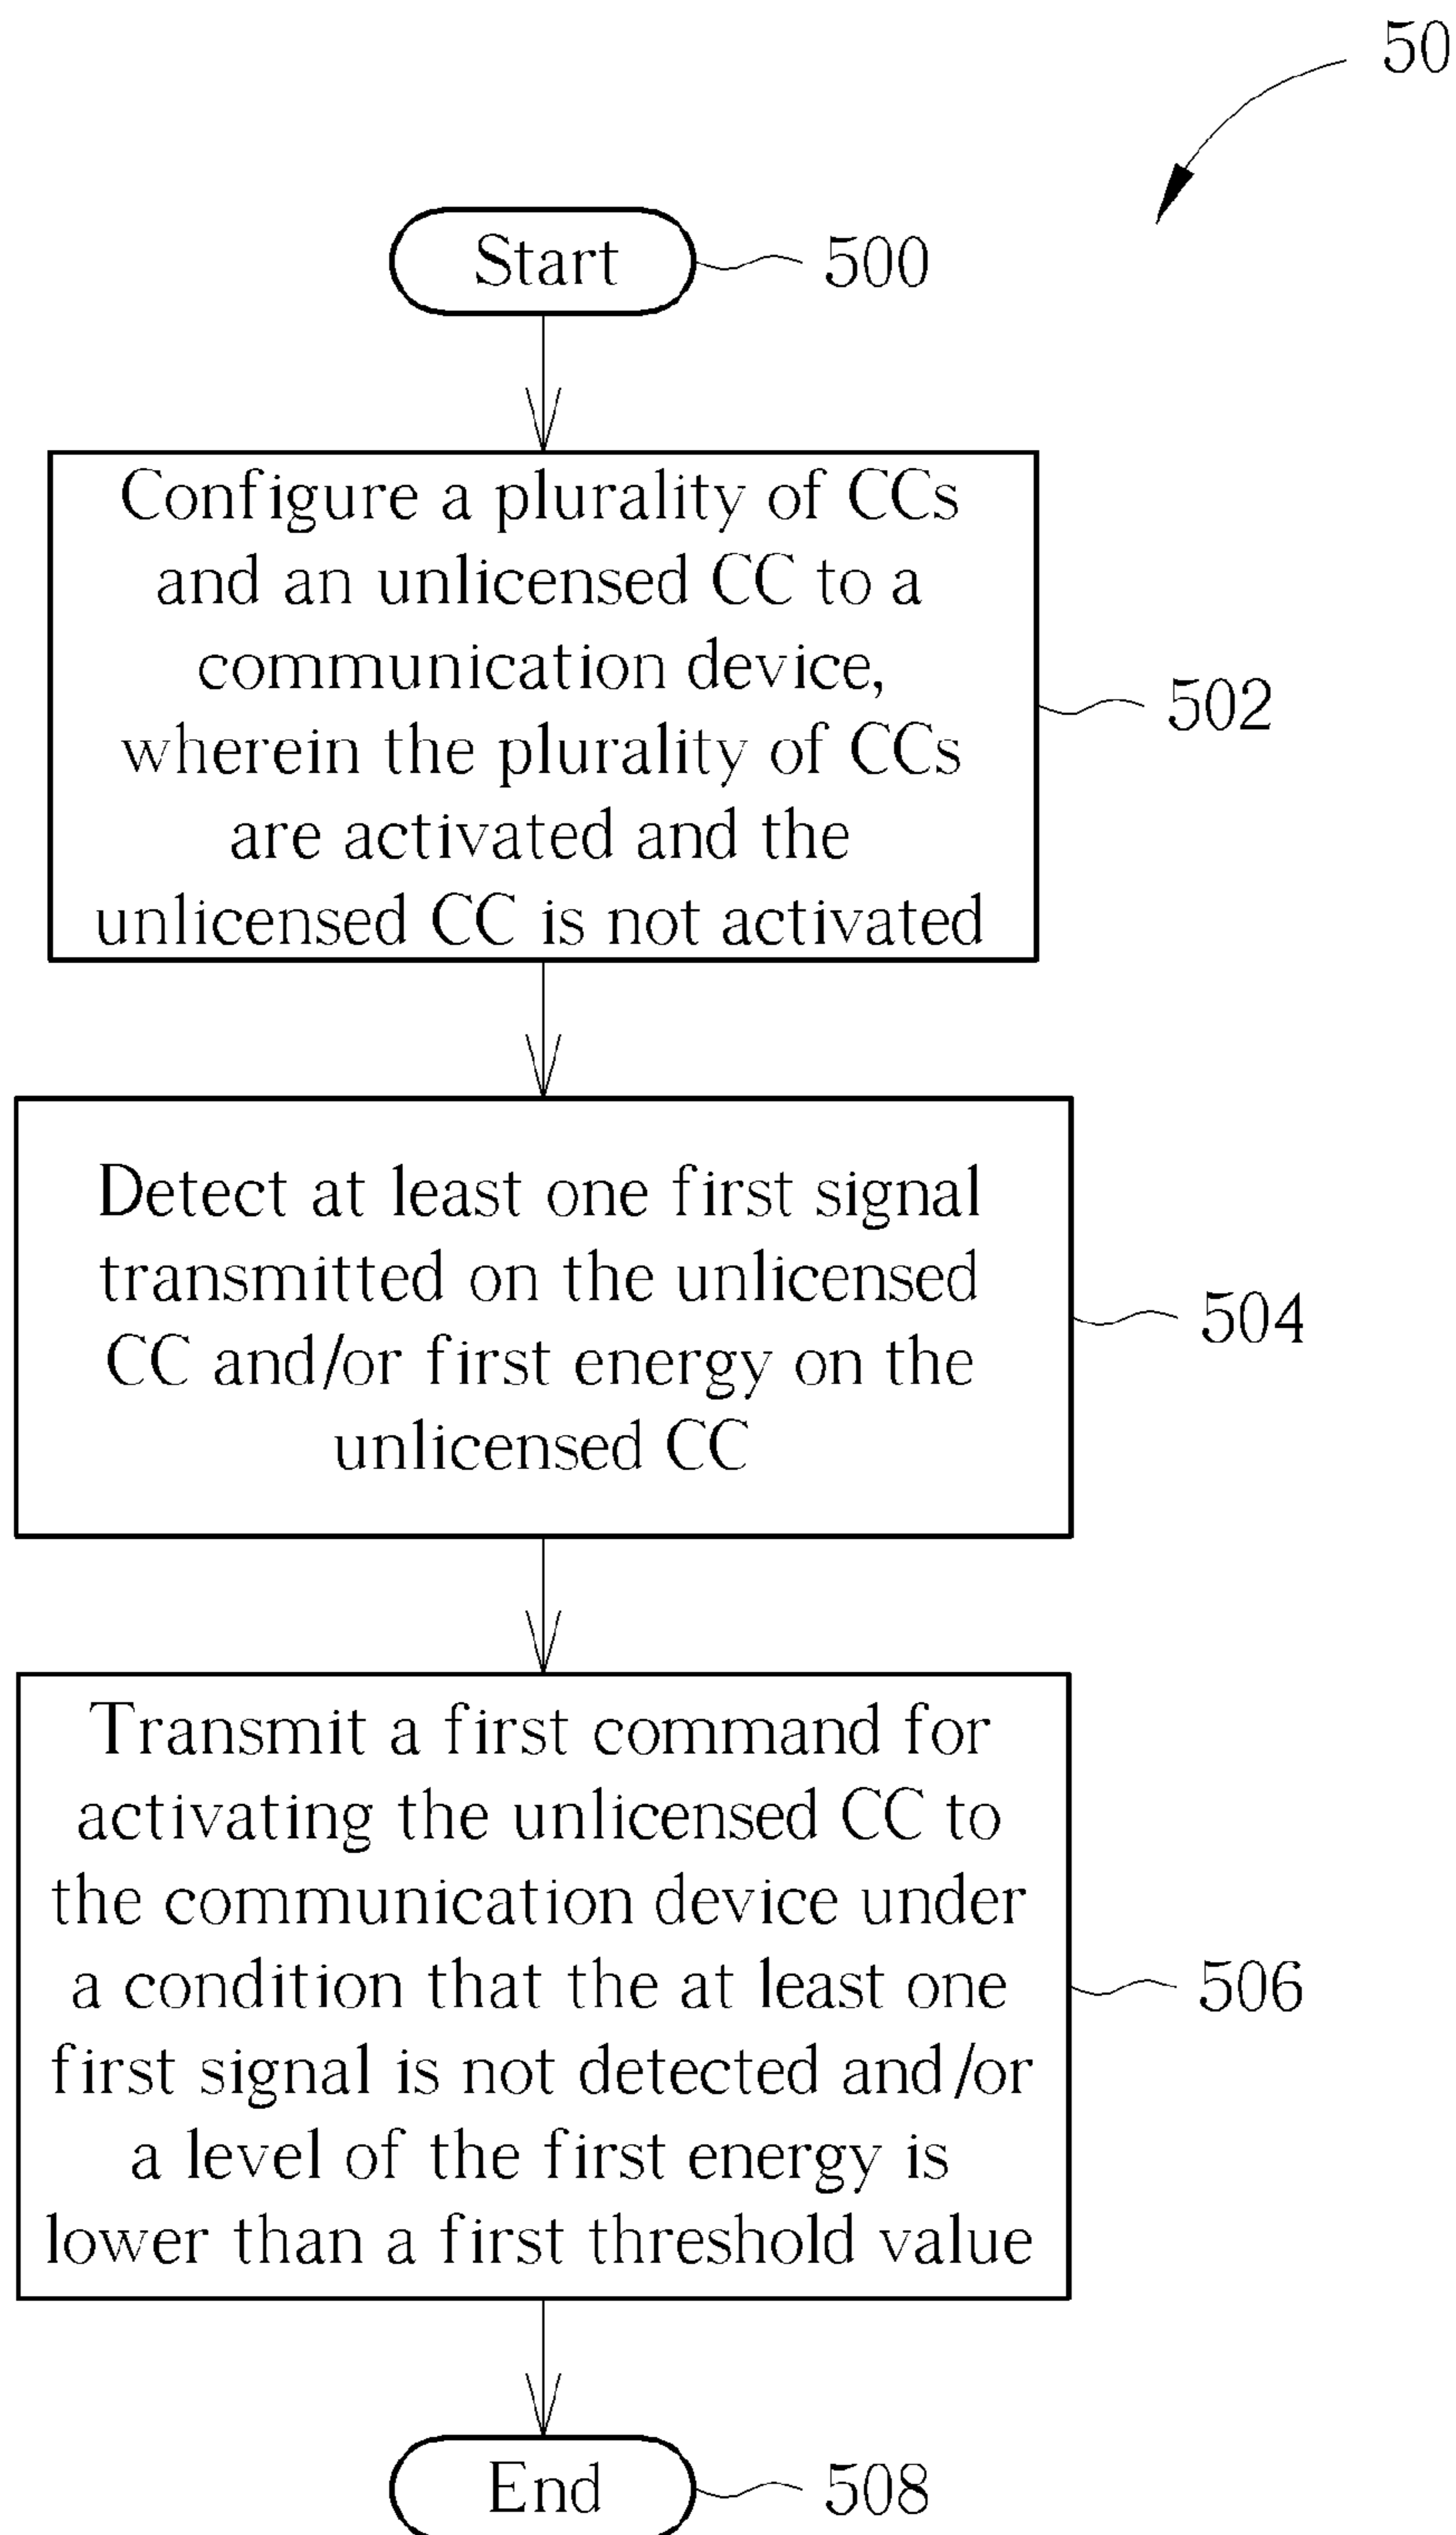 50
Start
500
Configure a plurality of CCs
and an unlicensed CC to a
communication device,
wherein the plurality of CCs
are activated and the
unlicensed CC is not activated
502
Detect at least one first signal
transmitted on the unlicensed
CC and/or first energy on the
unlicensed CC
504
Transmit a first command for
activating the unlicensed CC to
the communication device under
a condition that the at least one
first signal is not detected and/or
a level of the first energy is
lower than a first threshold value
506
End
508